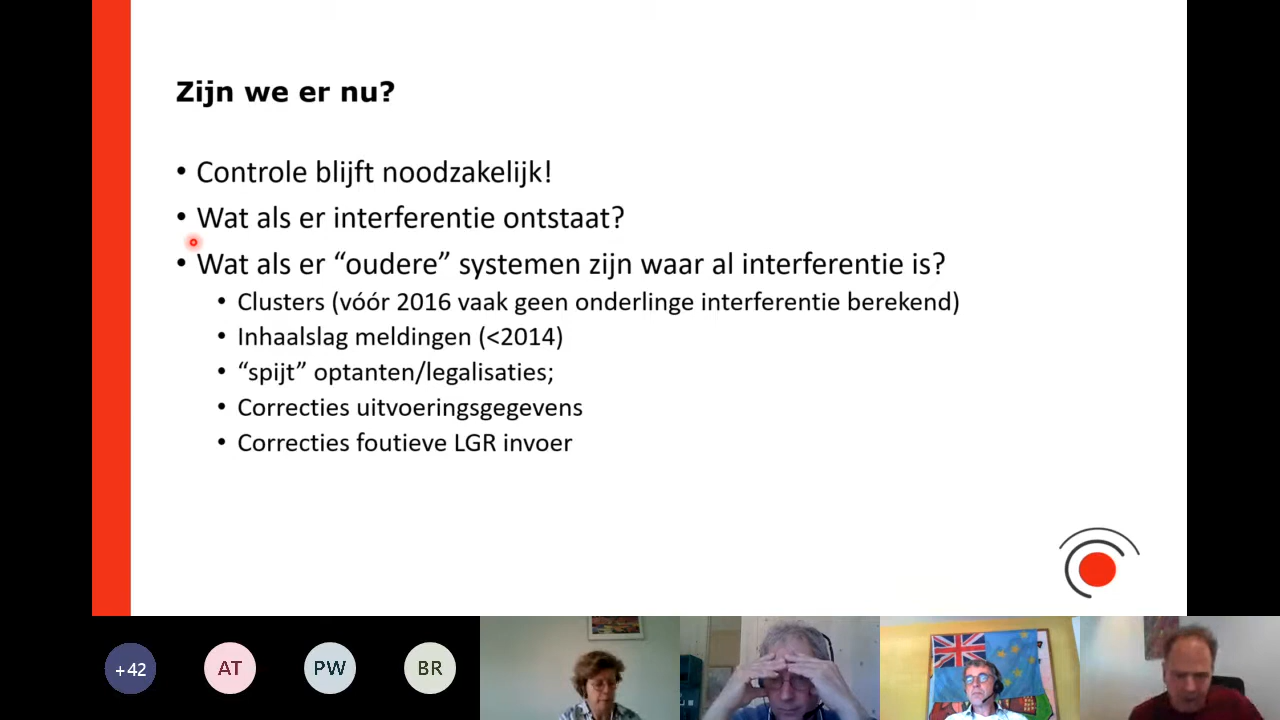 Zijn we er nu?
• Controle blijft noodzakelijk!
• Wat als er interferentie ontstaat?
• Wat als er “oudere” systemen zijn waar al interferentie is?
• Clusters (vóór 2016 vaak geen onderlinge interferentie berekend)
• Inhaalslag meldingen (<2014)
• “spijt” optanten/legalisaties;
• Correcties uitvoeringsgegevens
• Correcties foutieve LGR invoer
+42 AT PW BR